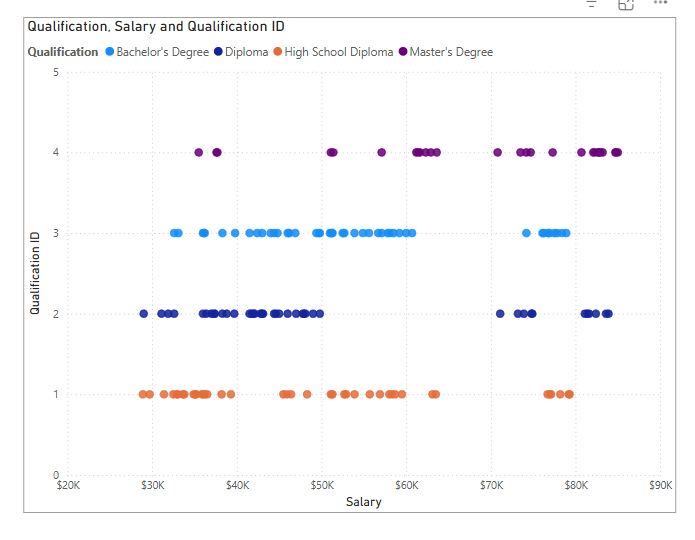 Qualification, Salary and Qualification ID
Qualification Bachelor's Degree Diploma High School Diploma Master's Degree
5
4
3
2
1
0
Qualification ID
$20K $30K $40K $50K $60K $70K $80K $90K
Salary